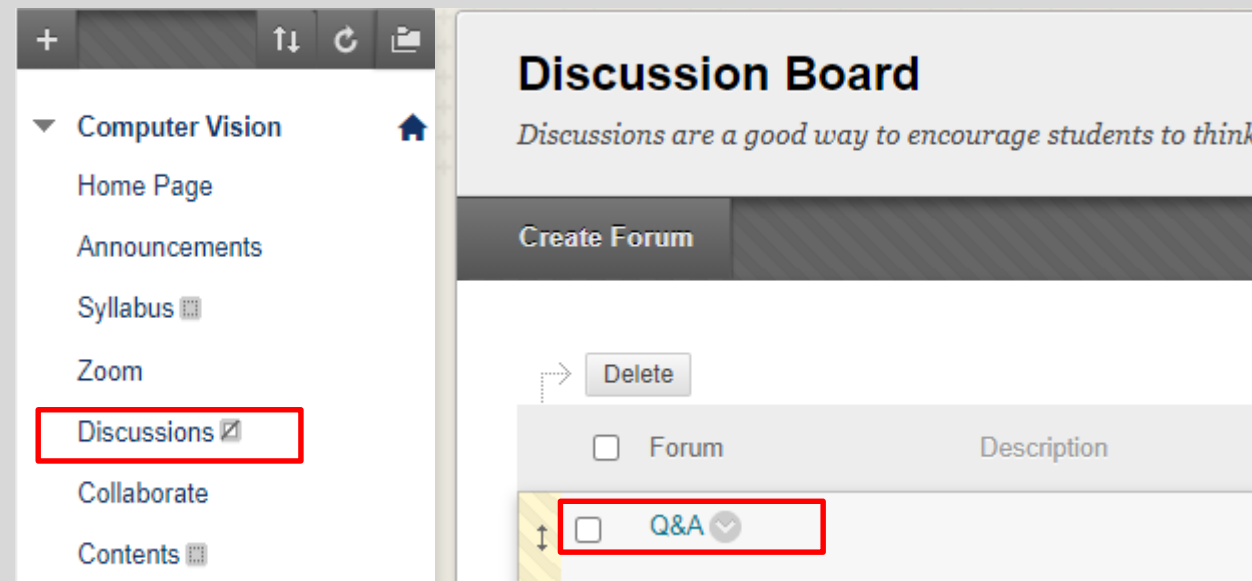 Computer Vision
Home Page
Announcements
Syllabus
Zoom
Discussions
Collaborate
Contents
Discussion Board
Discussions are a good way to encourage students to think
Create Forum
Delete
Forum Description
Q&A